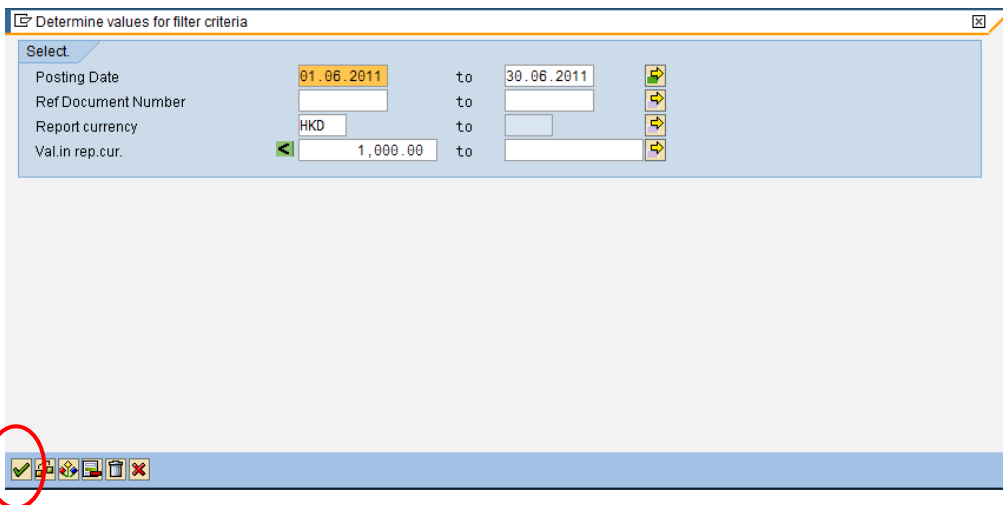 Determine values for filter criteria
Select.
Posting Date 01.06.2011 to 30.06.2011
Ref Document Number to
Report currency HKD to
Val.in rep.cur. < 1,000.00 to